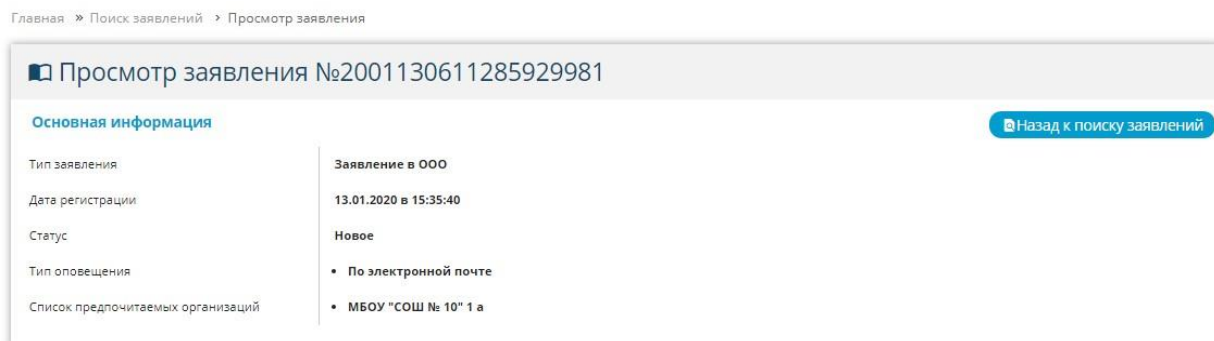 Главная » Поиск заявлений > Просмотр заявления
Просмотр заявления №2001130611285929981
Основная информация
Назад к поиску заявлений
Тип заявления Заявление в ООО
Дата регистрации 13.01.2020 в 15:35:40
Статус Новое
Тип оповещения • По электронной почте
Список предпочитаемых организаций • МБОУ "СОШ № 10" 1 а